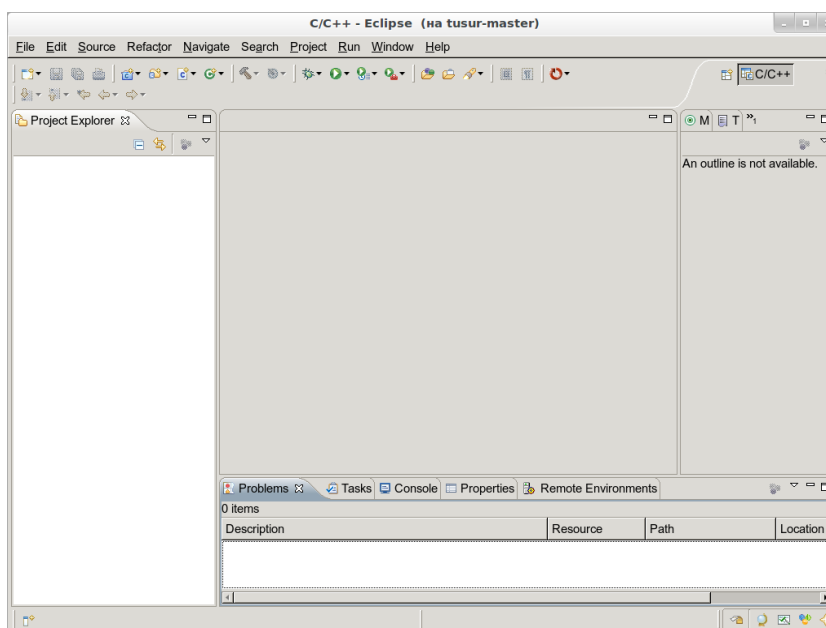 C/C++ - Eclipse (на tusur-master)
File Edit Source Refactor Navigate Search Project Run Window Help
C/C++
Project Explorer
M T »1
An outline is not available.
Problems Tasks Console Properties Remote Environments
0 items
Description Resource Path Location